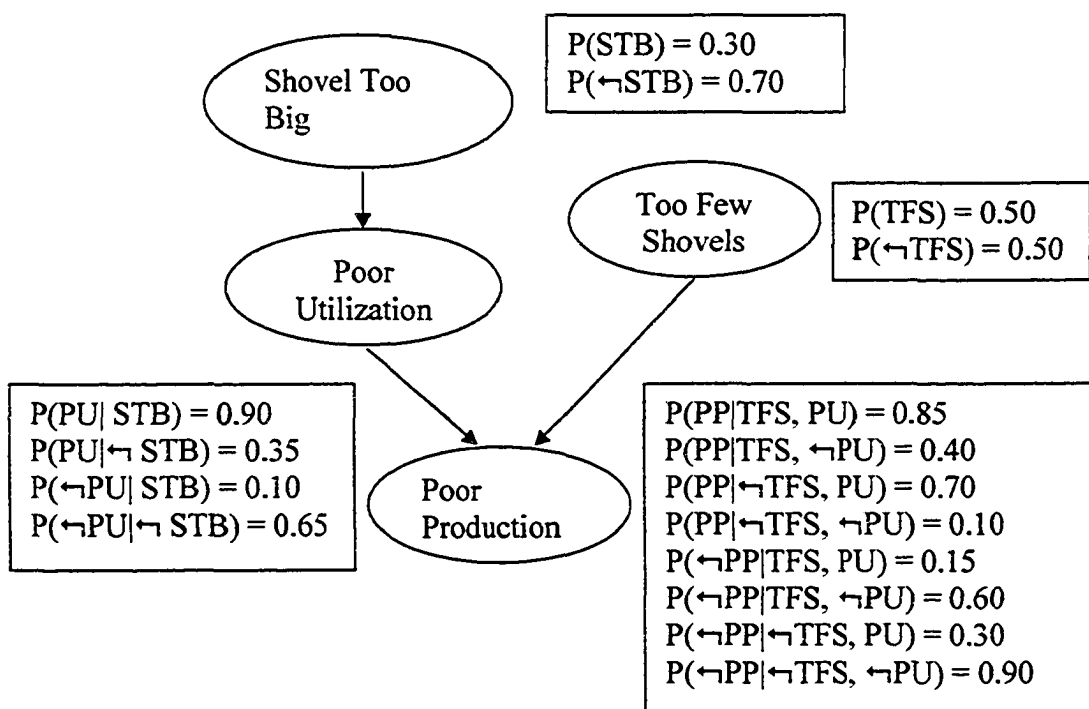 Shovel Too
Big
P(STB) = 0.30
P(¬STB) = 0.70
Too Few
Shovels
P(TFS) = 0.50
P(¬TFS) = 0.50
Poor
Utilization
P(PU| STB) = 0.90
P(PU|¬ STB) = 0.35
P(¬PU| STB) = 0.10
P(¬PU|¬ STB) = 0.65
Poor
Production
P(PP|TFS, PU) = 0.85
P(PP|TFS, ¬PU) = 0.40
P(PP|¬TFS, PU) = 0.70
P(PP|¬TFS, ¬PU) = 0.10
P(¬PP|TFS, PU) = 0.15
P(¬PP|TFS, ¬PU) = 0.60
P(¬PP|¬TFS, PU) = 0.30
P(¬PP|¬TFS, ¬PU) = 0.90